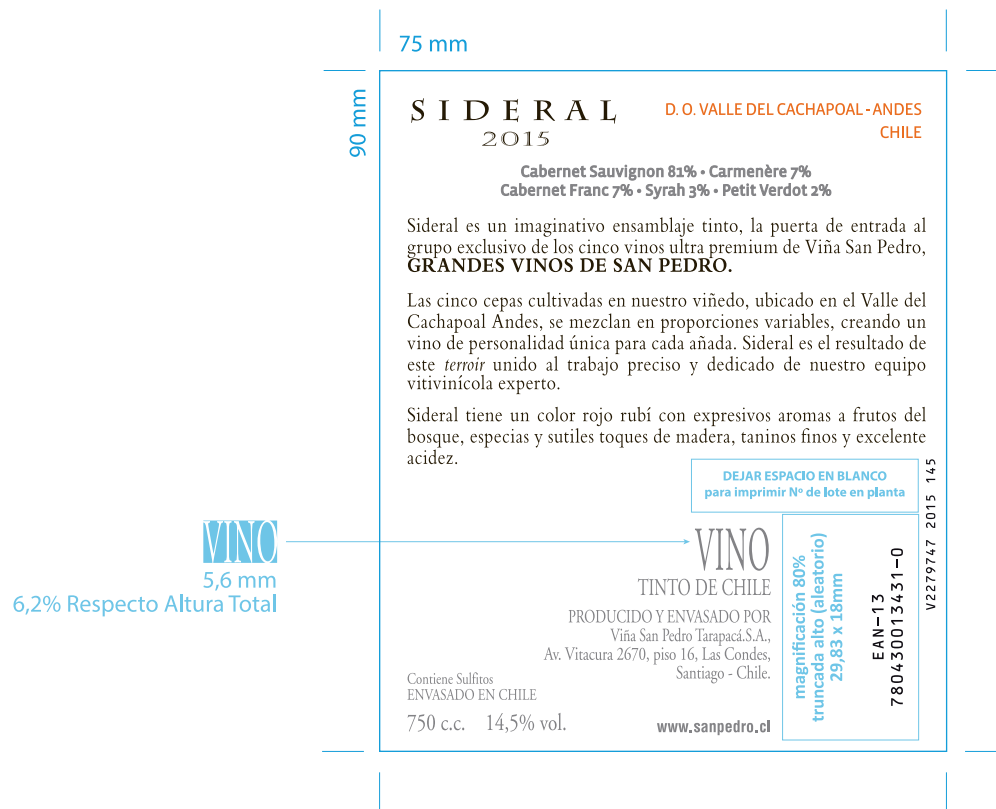 75 mm
90 mm
SIDERAL
2015
D. O. VALLE DEL CACHAPOAL - ANDES
CHILE
Cabernet Sauvignon 81% • Carmenère 7%
Cabernet Franc 7% • Syrah 3% • Petit Verdot 2%
Sideral es un imaginativo ensamblaje tinto, la puerta de entrada al
grupo exclusivo de los cinco vinos ultra premium de Viña San Pedro,
GRANDES VINOS DE SAN PEDRO.
Las cinco cepas cultivadas en nuestro viñedo, ubicado en el Valle del
Cachapoal Andes, se mezclan en proporciones variables, creando un
vino de personalidad única para cada añada. Sideral es el resultado de
este terroir unido al trabajo preciso y dedicado de nuestro equipo
vitivinícola experto.
Sideral tiene un color rojo rubí con expresivos aromas a frutos del
bosque, especias y sutiles toques de madera, taninos finos y excelente
acidez.
DEJAR ESPACIO EN BLANCO
para imprimir Nº de lote en planta
V2279747 2015 145
VINO
5,6 mm
6,2% Respecto Altura Total
VINO
TINTO DE CHILE
PRODUCIDO Y ENVASADO POR
Viña San Pedro Tarapacá.S.A.,
Av. Vitacura 2670, piso 16, Las Condes,
Santiago - Chile.
Contiene Sulfitos
ENVASADO EN CHILE
750 c.c. 14,5% vol.
www.sanpedro.cl
magnificación 80%
truncada alto (aleatorio)
29,83 x 18mm
EAN-13
7804300013431-0